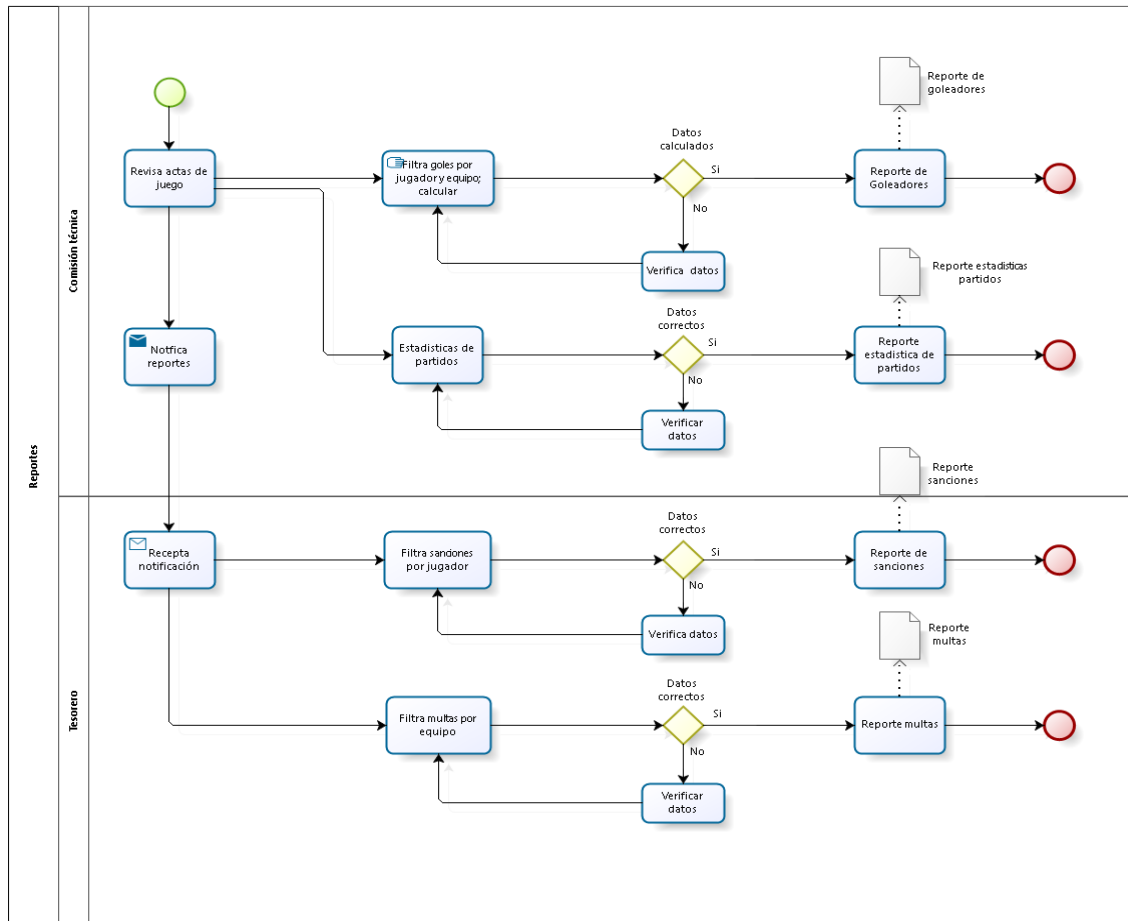 Reportes
Comisión técnica
Revisa actas de
juego
Filtra goles por
jugador y equipo;
calcular
Datos
calculados
Si
No
Verifica datos
Reporte de
Goleadores
Reporte de
goleadores
Notfica
reportes
Estadisticas de
partidos
Datos
correctos
Si
No
Verificar
datos
Reporte
estadistica de
partidos
Reporte estadisticas
partidos
Tesorero
Recepta
notificación
Filtra sanciones
por jugador
Datos
correctos
Si
No
Verifica datos
Reporte de
sanciones
Reporte
sanciones
Filtra multas por
equipo
Datos
correctos
Si
No
Verificar
datos
Reporte multas
Reporte
multas